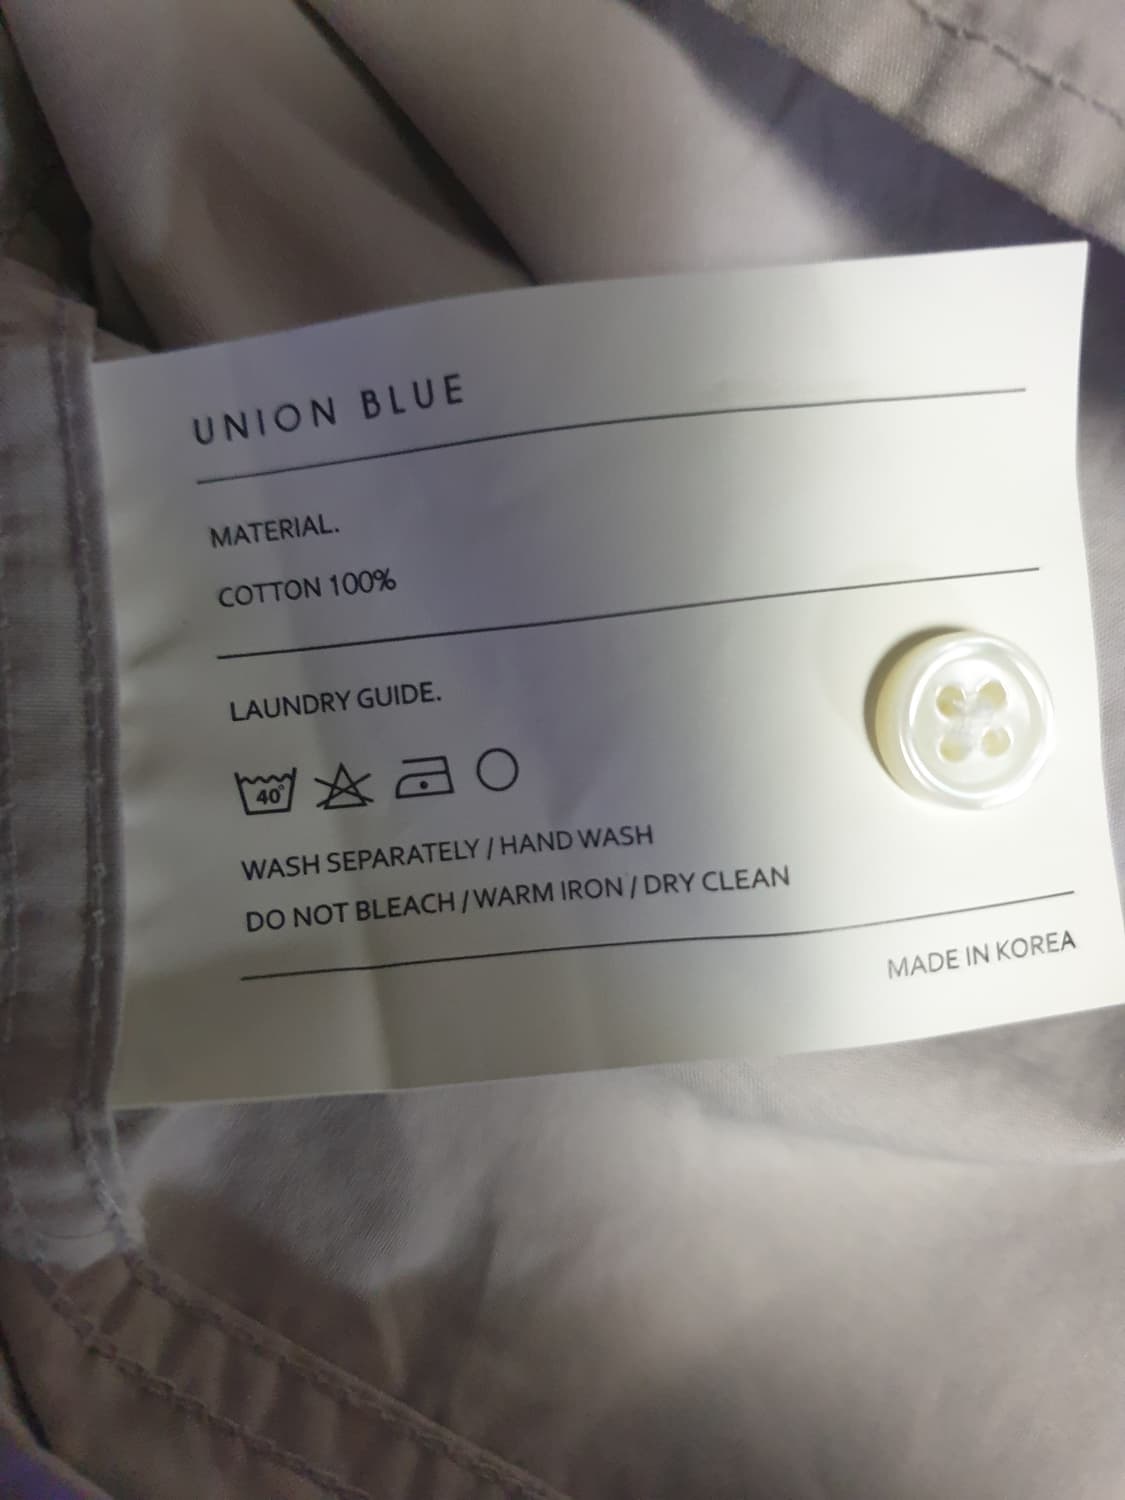 UNION BLUE
MATERIAL.
COTTON 100%
LAUNDRY GUIDE.
40°
WASH SEPARATELY / HAND WASH
DO NOT BLEACH / WARM IRON / DRY CLEAN
MADE IN KOREA